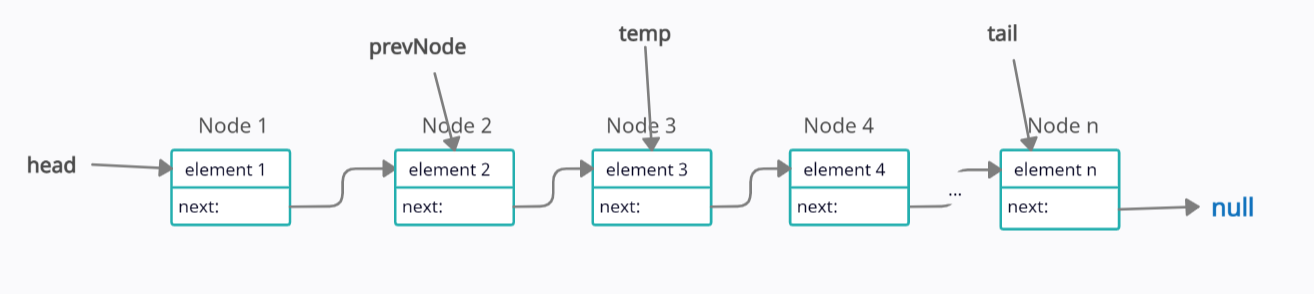 prevNode
temp
tail
head
Node 1
Node 2
Node 3
Node 4
Node n
element 1
element 2
element 3
element 4
element n
next:
next:
next:
next:
...
next:
null